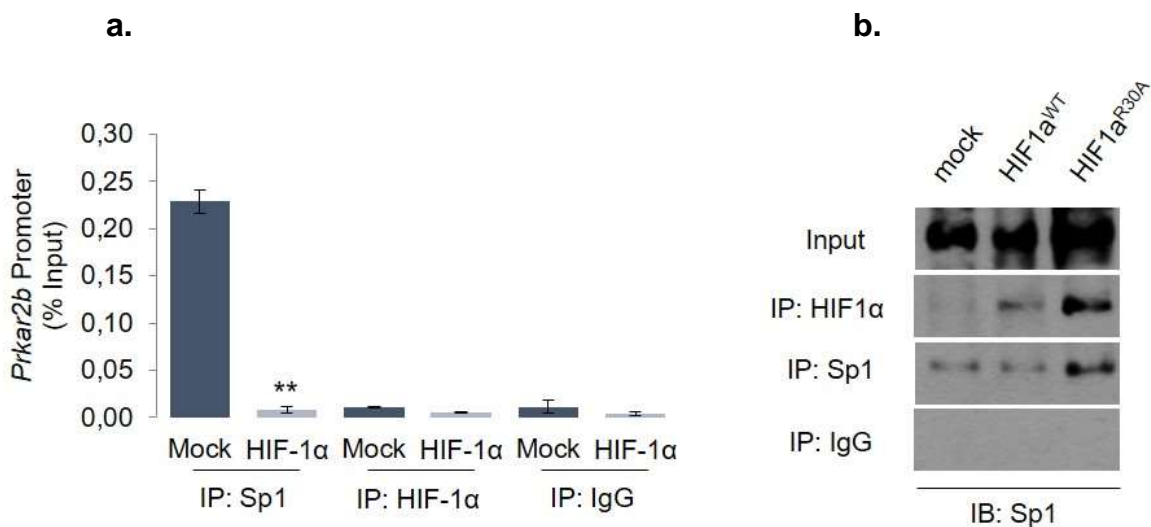 a.
Prkar2b Promoter
(% Input)
0,30
0,25
0,20
0,15
0,10
0,05
0,00
**
Mock HIF-1α Mock HIF-1α Mock HIF-1α
IP: Sp1 IP: HIF-1α IP: IgG
b.
mock HIF1a^WT HIF1a^R30A
Input
IP: HIF1α
IP: Sp1
IP: IgG
IB: Sp1